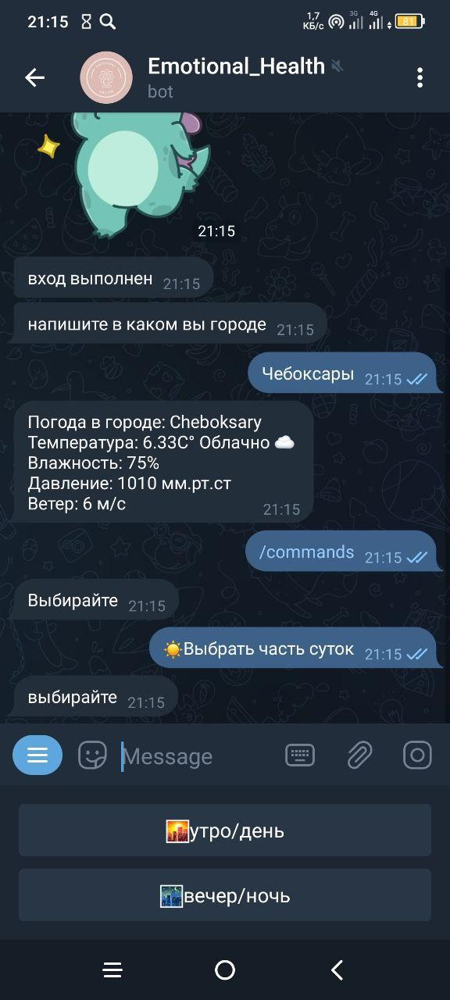 21:15
1,7
КБ/с
3G
4G
81
Emotional_Health
bot
21:15
вход выполнен 21:15
напишите в каком вы городе 21:15
Чебоксары 21:15
Погода в городе: Cheboksary
Температура: 6.33C° Облачно ☁️
Влажность: 75%
Давление: 1010 мм.рт.ст
Ветер: 6 м/с 21:15
/commands 21:15
Выбирайте 21:15
☀️Выбрать часть суток 21:15
выбирайте 21:15
Message
🌇утро/день
🌃вечер/ночь